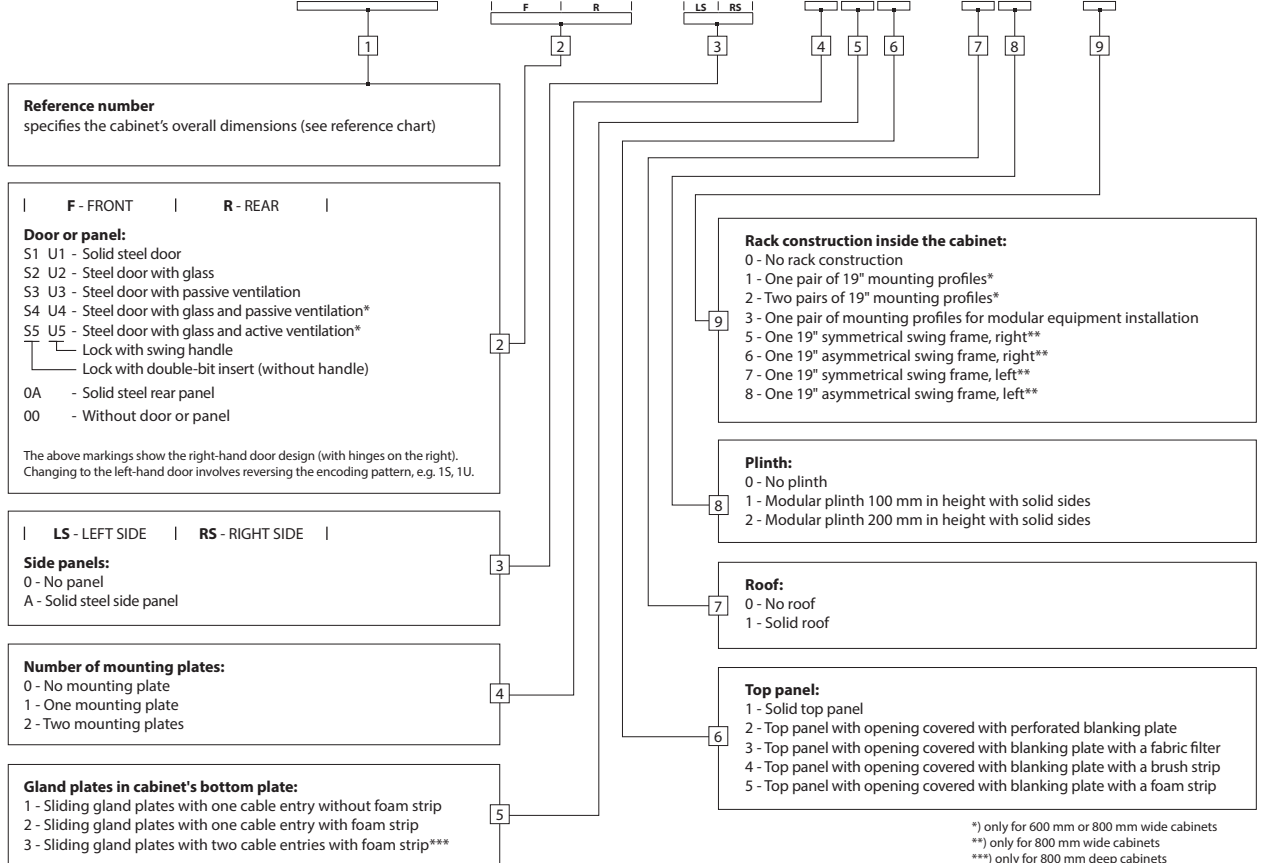 F R LS RS
1 2 3 4 5 6 7 8 9
Reference number
specifies the cabinet's overall dimensions (see reference chart)
| F - FRONT | R - REAR |
Door or panel:
S1 U1 - Solid steel door
S2 U2 - Steel door with glass
S3 U3 - Steel door with passive ventilation
S4 U4 - Steel door with glass and passive ventilation*
S5 U5 - Steel door with glass and active ventilation*
Lock with swing handle
Lock with double-bit insert (without handle)
0A - Solid steel rear panel
00 - Without door or panel
The above markings show the right-hand door design (with hinges on the right).
Changing to the left-hand door involves reversing the encoding pattern, e.g. 1S, 1U.
2
| LS - LEFT SIDE | RS - RIGHT SIDE |
Side panels:
0 - No panel
A - Solid steel side panel
3
Number of mounting plates:
0 - No mounting plate
1 - One mounting plate
2 - Two mounting plates
4
Gland plates in cabinet's bottom plate:
1 - Sliding gland plates with one cable entry without foam strip
2 - Sliding gland plates with one cable entry with foam strip
3 - Sliding gland plates with two cable entries with foam strip***
5
Rack construction inside the cabinet:
0 - No rack construction
1 - One pair of 19" mounting profiles*
2 - Two pairs of 19" mounting profiles*
3 - One pair of mounting profiles for modular equipment installation
5 - One 19" symmetrical swing frame, right**
6 - One 19" asymmetrical swing frame, right**
7 - One 19" symmetrical swing frame, left**
8 - One 19" asymmetrical swing frame, left**
9
Plinth:
0 - No plinth
1 - Modular plinth 100 mm in height with solid sides
2 - Modular plinth 200 mm in height with solid sides
8
Roof:
0 - No roof
1 - Solid roof
7
Top panel:
1 - Solid top panel
2 - Top panel with opening covered with perforated blanking plate
3 - Top panel with opening covered with blanking plate with a fabric filter
4 - Top panel with opening covered with blanking plate with a brush strip
5 - Top panel with opening covered with blanking plate with a foam strip
6
*) only for 600 mm or 800 mm wide cabinets
**) only for 800 mm wide cabinets
***) only for 800 mm deep cabinets